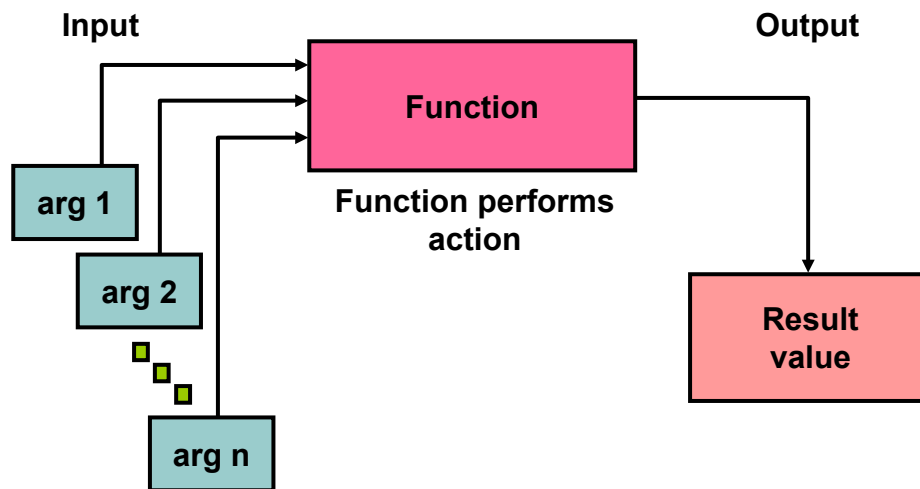 Input
Output
Function
arg 1
Function performs
action
arg 2
Result
value
arg n